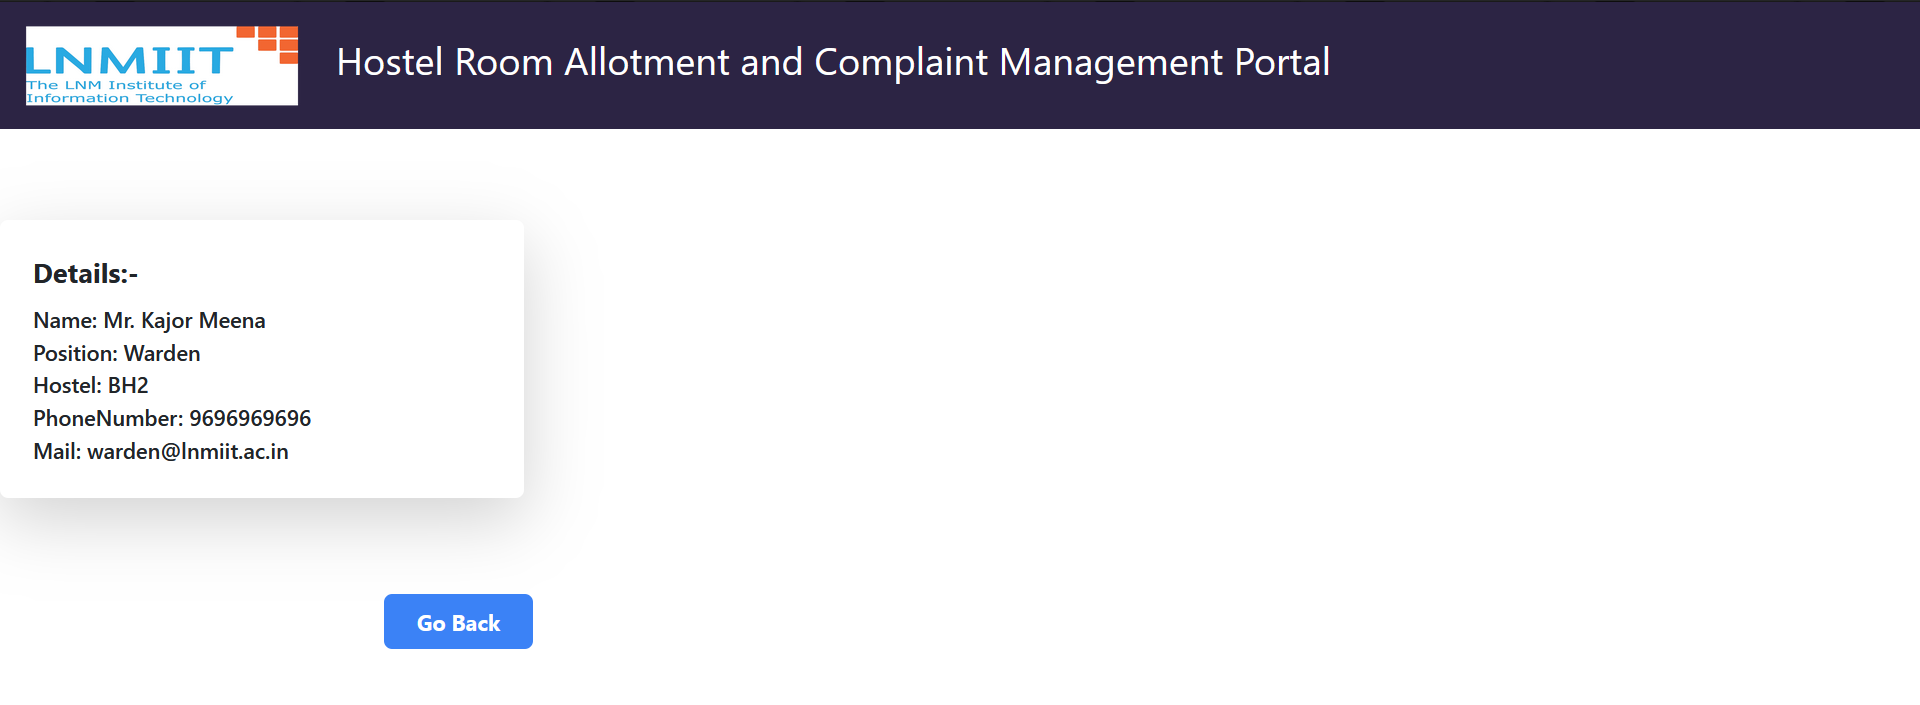 LNMIIT
The LNM Institute of
Information Technology
Hostel Room Allotment and Complaint Management Portal
Details:-
Name: Mr. Kajor Meena
Position: Warden
Hostel: BH2
PhoneNumber: 9696969696
Mail: warden@lnmiit.ac.in
Go Back